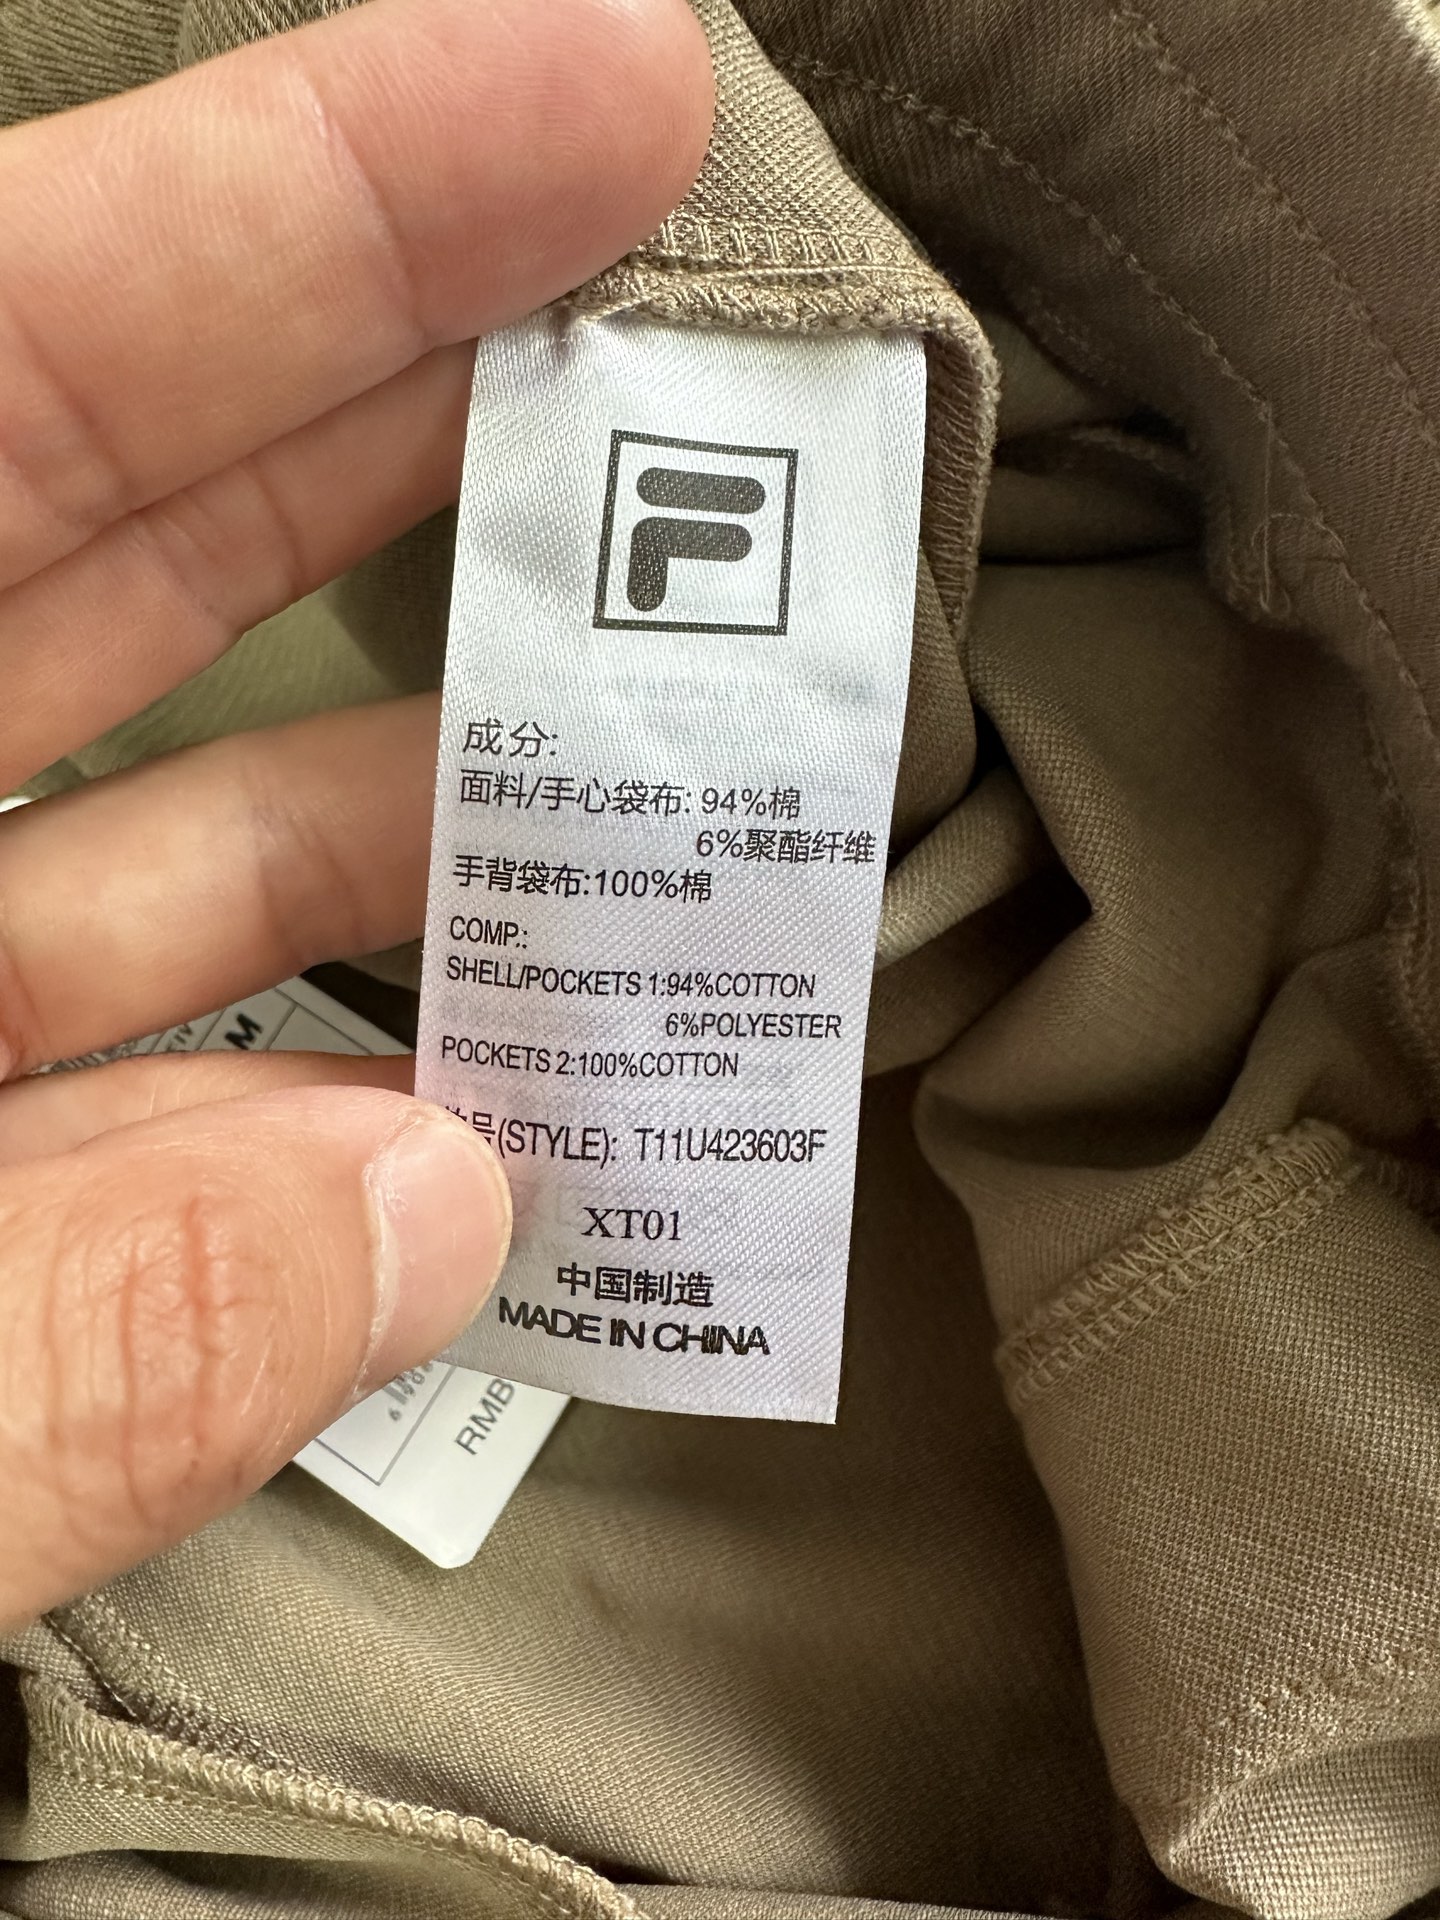 F
成分:
面料/手心袋布: 94%棉
6%聚酯纤维
手背袋布:100%棉
COMP.:
SHELL/POCKETS 1:94%COTTON
6%POLYESTER
POCKETS 2:100%COTTON
号(STYLE): T11U423603F
XT01
中国制造
MADE IN CHINA
M
RMB